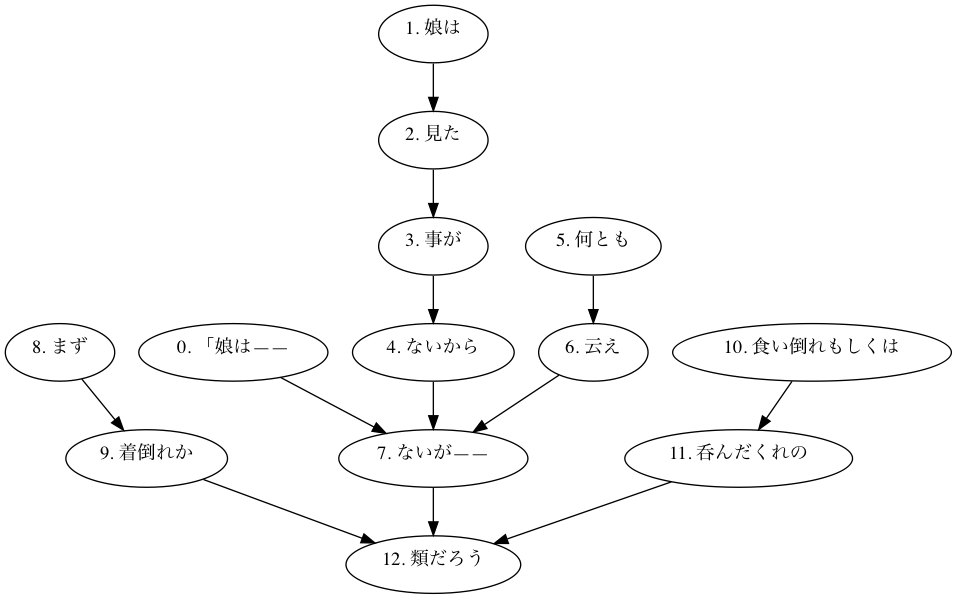 1. 娘は
2. 見た
3. 事が
5. 何とも
8. まず
0. 「娘は——
4. ないから
6. 云え
10. 食い倒れもしくは
9. 着倒れか
7. ないが——
11. 呑んだくれの
12. 類だろう